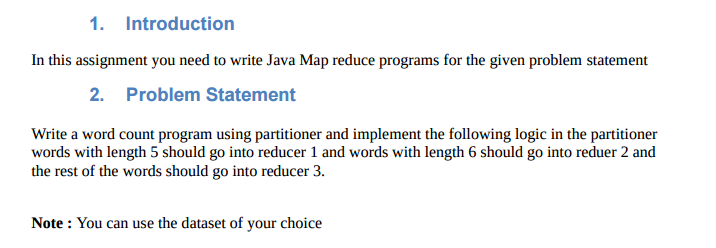 1. Introduction
In this assignment you need to write Java Map reduce programs for the given problem statement
2. Problem Statement
Write a word count program using partitioner and implement the following logic in the partitioner
words with length 5 should go into reducer 1 and words with length 6 should go into reduer 2 and
the rest of the words should go into reducer 3.
Note : You can use the dataset of your choice